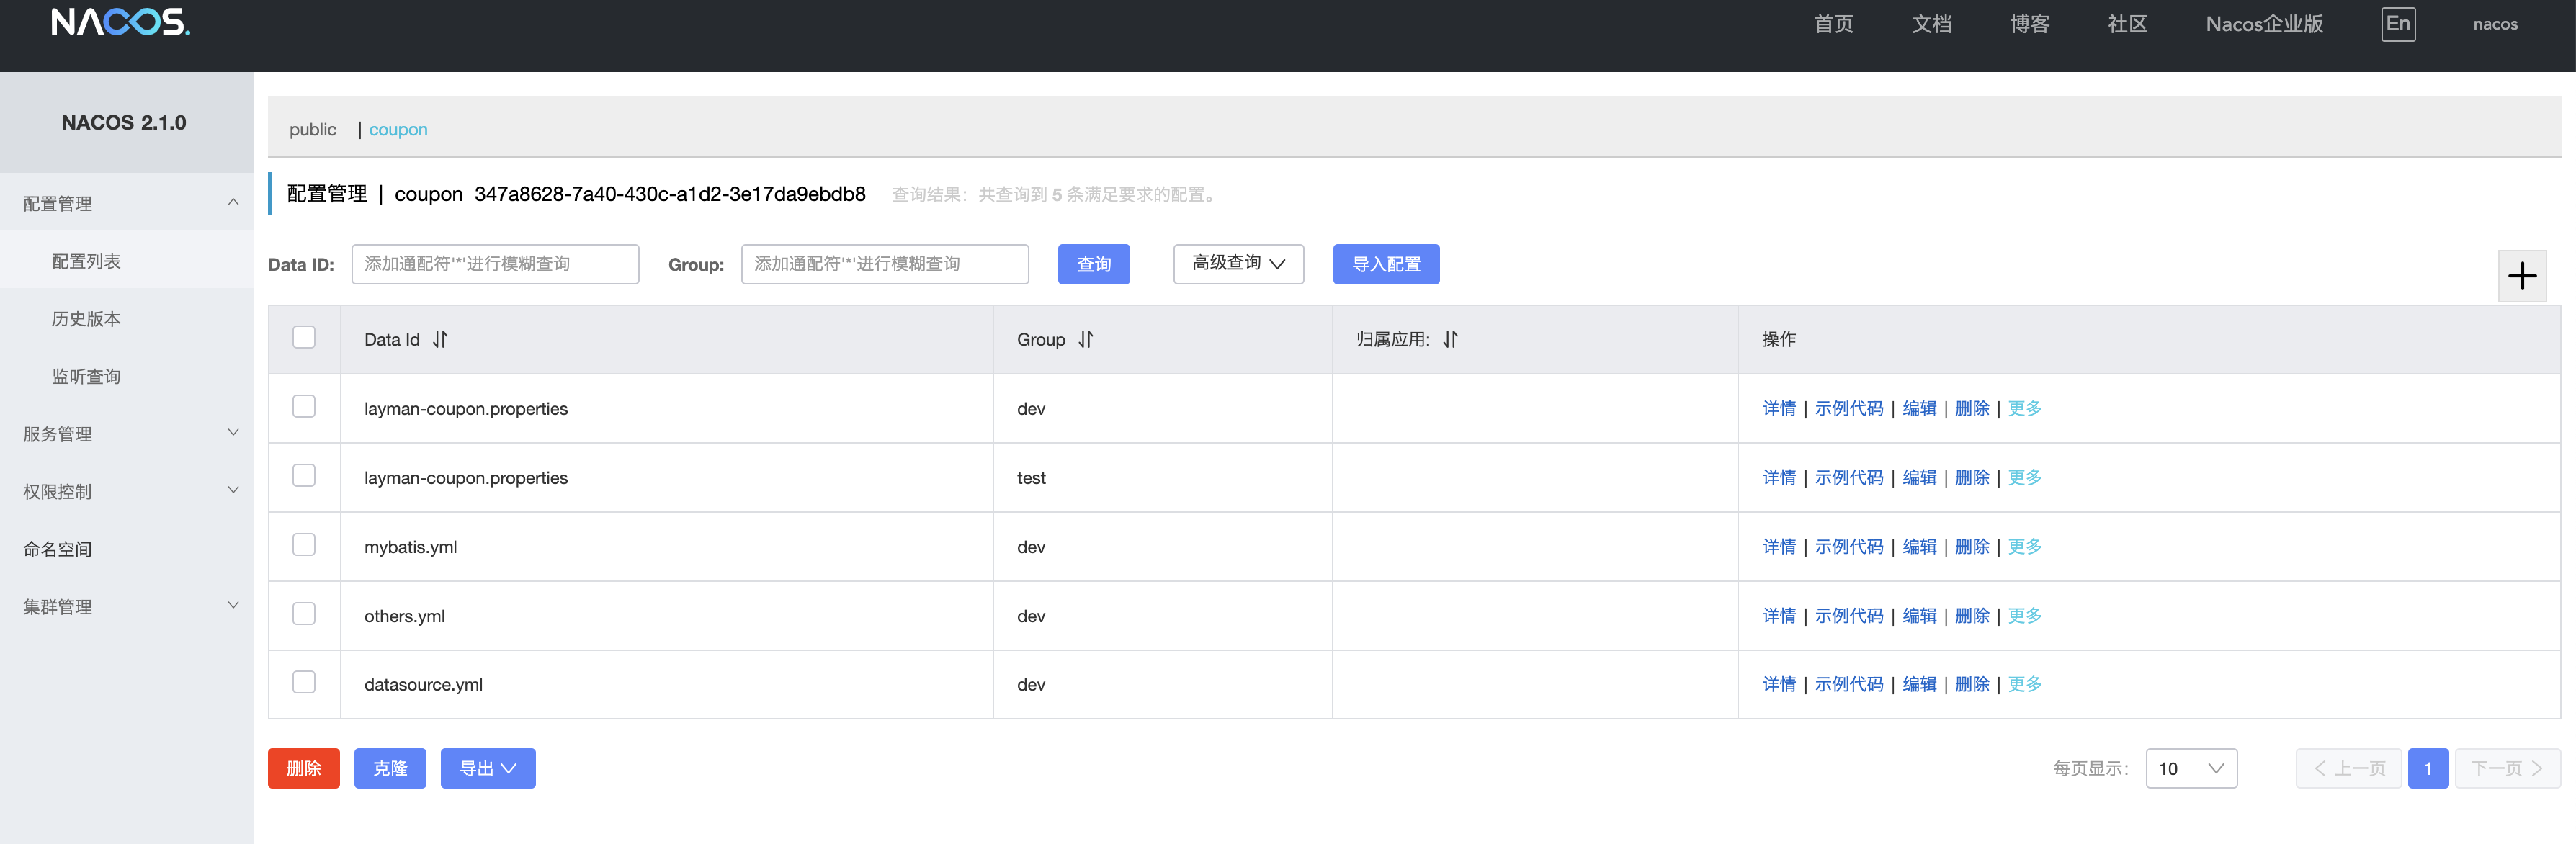 NACOS.
首页 文档 博客 社区 Nacos企业版 En nacos
NACOS 2.1.0
配置管理
配置列表
历史版本
监听查询
服务管理
权限控制
命名空间
集群管理
public | coupon
配置管理 | coupon 347a8628-7a40-430c-a1d2-3e17da9ebdb8 查询结果：共查询到 5 条满足要求的配置。
Data ID: 添加通配符'*'进行模糊查询 Group: 添加通配符'*'进行模糊查询 查询 高级查询 导入配置
Data Id Group 归属应用: 操作
layman-coupon.properties dev 详情 | 示例代码 | 编辑 | 删除 | 更多
layman-coupon.properties test 详情 | 示例代码 | 编辑 | 删除 | 更多
mybatis.yml dev 详情 | 示例代码 | 编辑 | 删除 | 更多
others.yml dev 详情 | 示例代码 | 编辑 | 删除 | 更多
datasource.yml dev 详情 | 示例代码 | 编辑 | 删除 | 更多
删除 克隆 导出 每页显示: 10 上一页 1 下一页